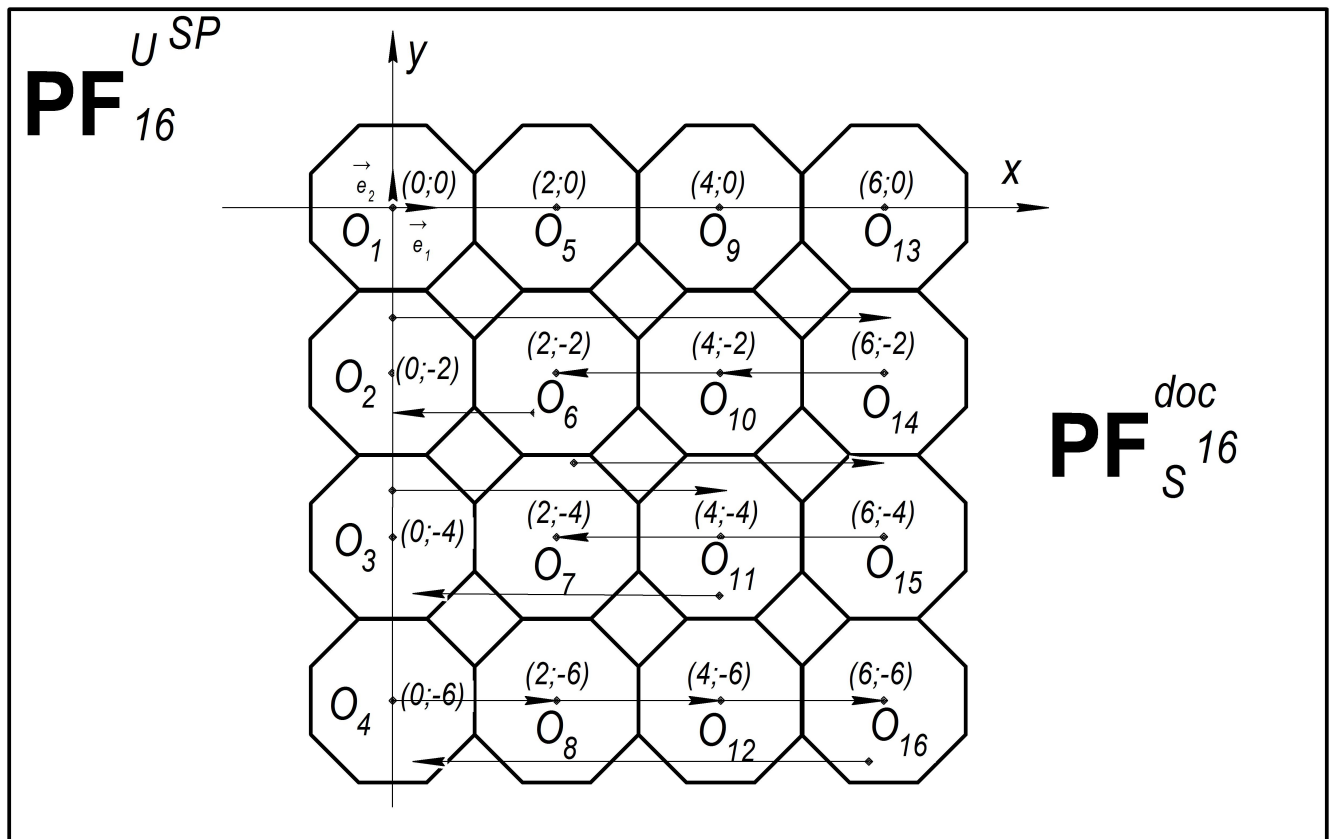 PF₁₆ᵁ ˢᴾ
y
x
e₂ (0;0) (2;0) (4;0) (6;0)
O₁ e₁ O₅ O₉ O₁₃
(2;-2) (4;-2) (6;-2)
O₂ (0;-2) O₆ O₁₀ O₁₄
PF doc S 16
(2;-4) (4;-4) (6;-4)
O₃ (0;-4) O₇ O₁₁ O₁₅
(2;-6) (4;-6) (6;-6)
O₄ (0;-6) O₈ O₁₂ O₁₆